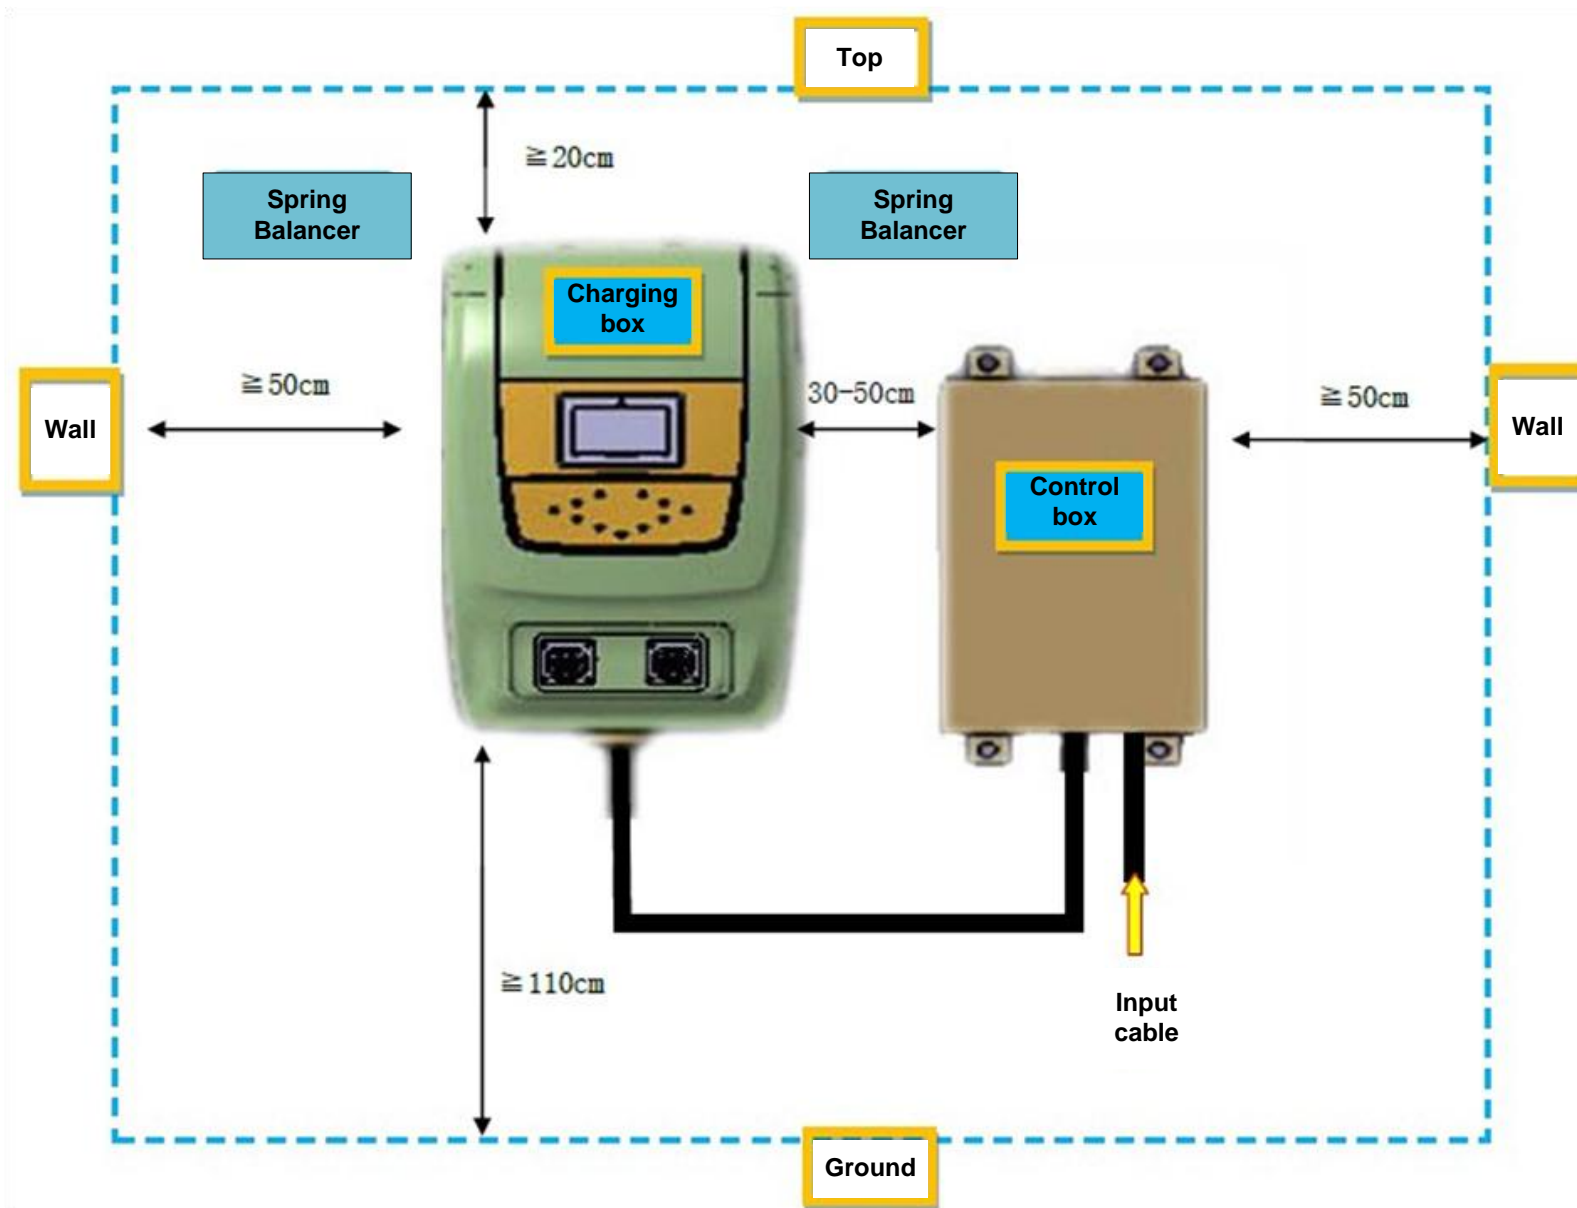 Top
≧20cm
Spring
Balancer
Spring
Balancer
Charging
box
≧50cm
30-50cm
≧50cm
Wall
Wall
Control
box
≧110cm
Input
cable
Ground